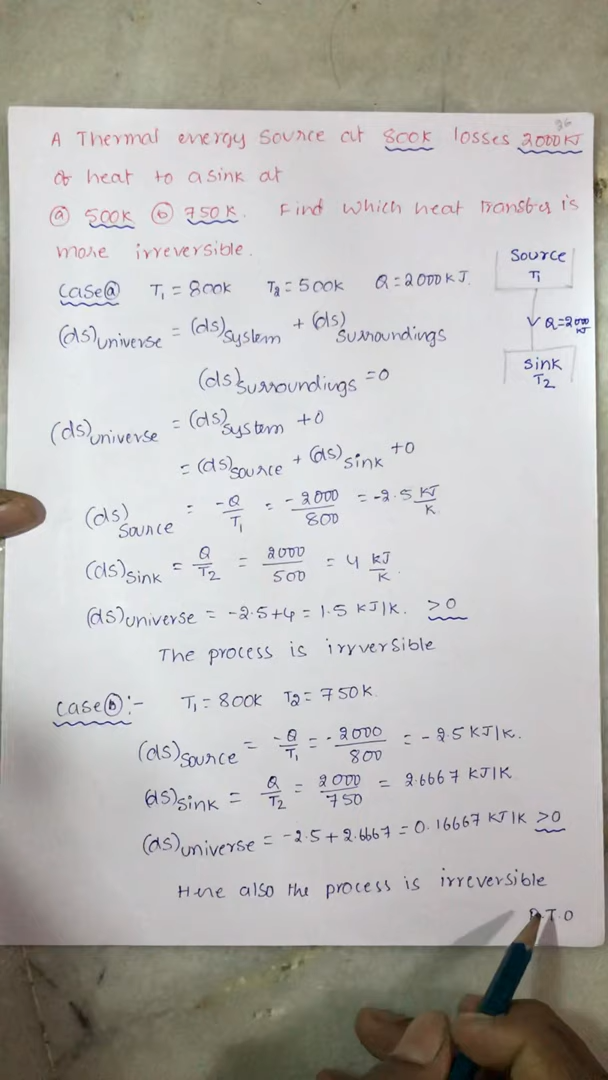 26
A Thermal energy source at 800K losses 2000KJ
of heat to a sink at
ⓐ 500K ⓑ 750K. Find which heat transfer is
more irreversible.
Case ⓐ T₁ = 800K T₂ = 500K Q = 2000KJ.
Source
T₁
Q=2000 KJ
Sink
T₂
(ds)universe = (ds)system + (ds)surroundings
(ds)surroundings = 0
(ds)universe = (ds)system + 0
= (ds)source + (ds)sink + 0
(ds)source = -Q/T₁ = -2000/800 = -2.5 KJ/K.
(ds)sink = Q/T₂ = 2000/500 = 4 KJ/K.
(ds)universe = -2.5+4 = 1.5 KJ/K. >0
The process is irrversible
Case ⓑ:- T₁ = 800K T₂ = 750K.
(ds)source = -Q/T₁ = -2000/800 = -2.5 KJ/K.
(ds)sink = Q/T₂ = 2000/750 = 2.6667 KJ/K
(ds)universe = -2.5+2.6667 = 0.16667 KJ/K >0
Here also the process is irreversible
P.T.O